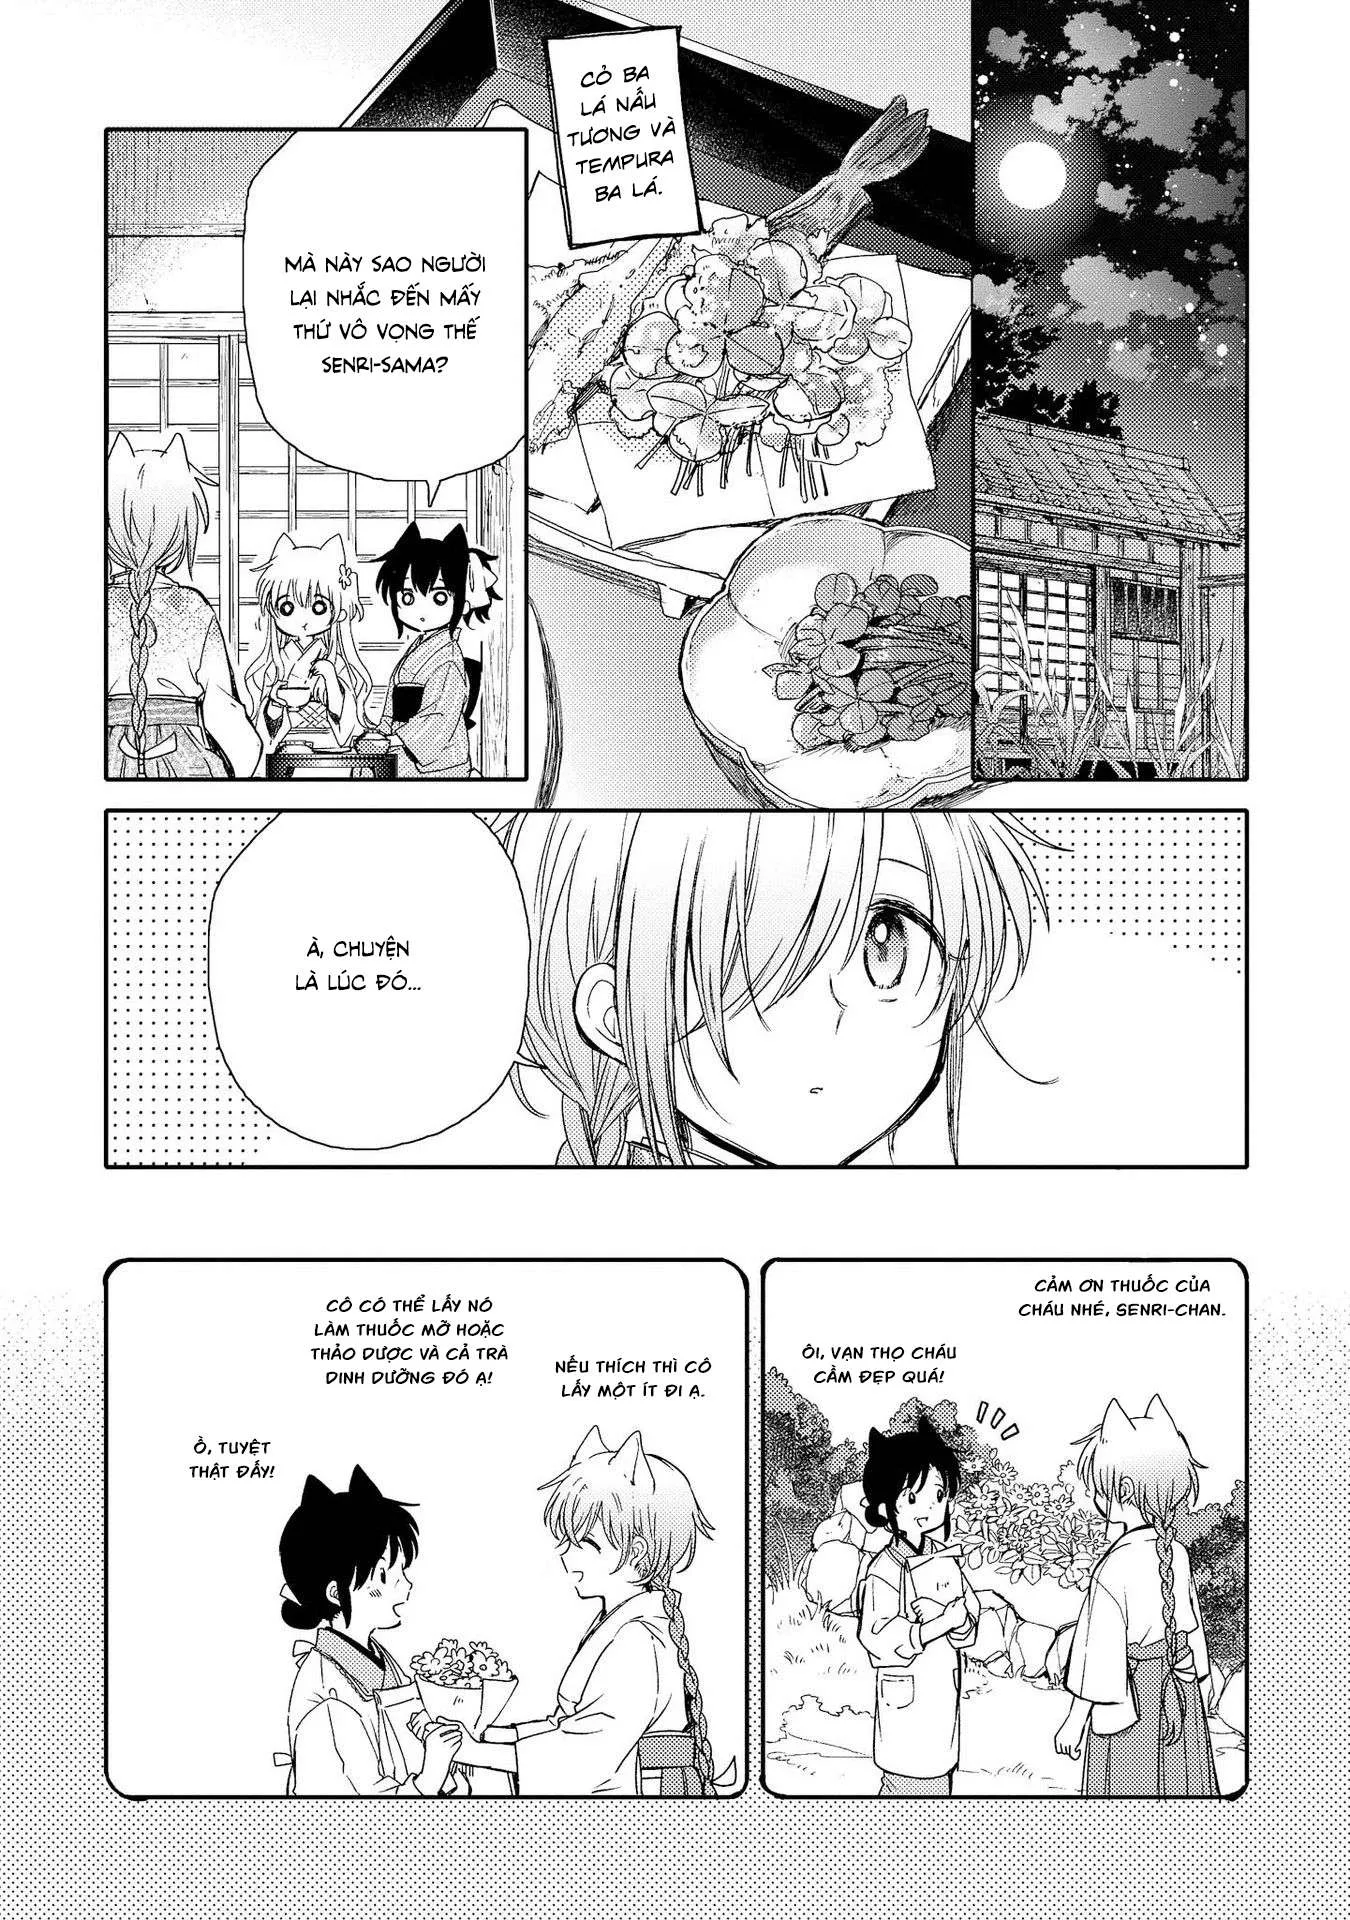 CỎ BA
LÁ NẤU
TƯƠNG VÀ
TEMPURA
BA LÁ.
MÀ NÀY SAO NGƯỜI
LẠI NHẮC ĐẾN MẤY
THỨ VÔ VỌNG THẾ
SENRI-SAMA?
À, CHUYỆN
LÀ LÚC ĐÓ...
CẢM ƠN THUỐC CỦA
CHÁU NHÉ, SENRI-CHAN.
ÔI, VẠN THỌ CHÁU
CẦM ĐẸP QUÁ!
NẾU THÍCH THÌ CÔ
LẤY MỘT ÍT ĐI Ạ.
CÔ CÓ THỂ LẤY NÓ
LÀM THUỐC MỠ HOẶC
THẢO DƯỢC VÀ CẢ TRÀ
DINH DƯỠNG ĐÓ Ạ!
Ồ, TUYỆT
THẬT ĐẤY!